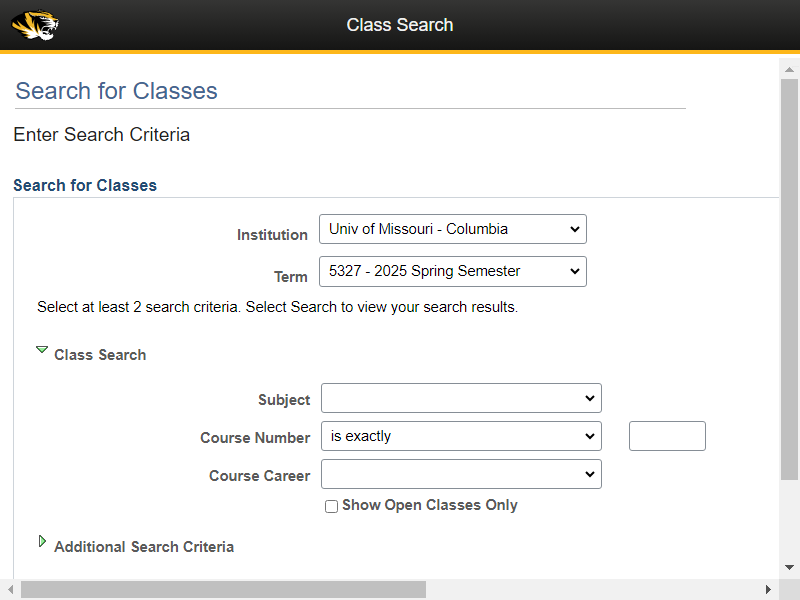 Class Search
Search for Classes
Enter Search Criteria
Search for Classes
Institution Univ of Missouri - Columbia
Term 5327 - 2025 Spring Semester
Select at least 2 search criteria. Select Search to view your search results.
Class Search
Subject
Course Number is exactly
Course Career
Show Open Classes Only
Additional Search Criteria